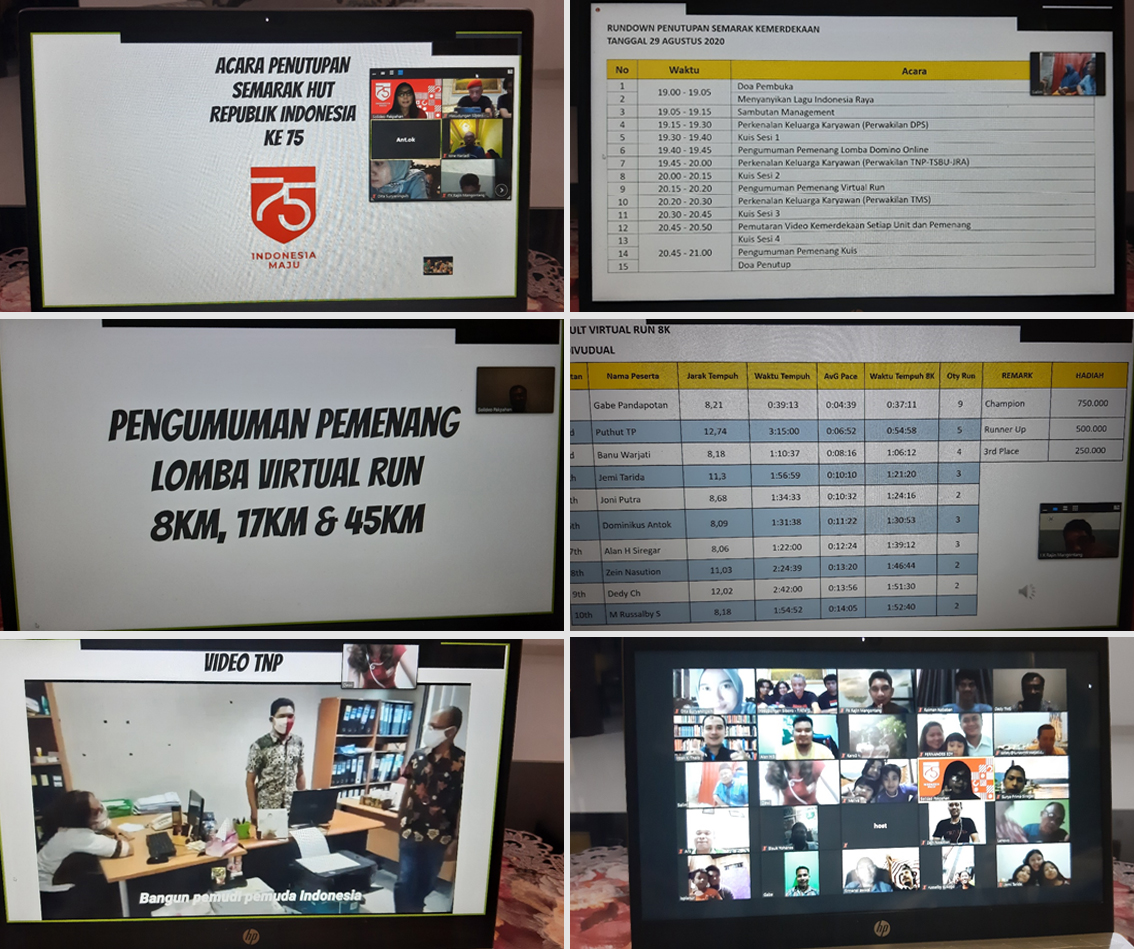 ACARA PENUTUPAN
SEMARAK HUT
REPUBLIK INDONESIA
KE 75
75
INDONESIA
MAJU
Antok
RUNDOWN PENUTUPAN SEMARAK KEMERDEKAAN
TANGGAL 29 AGUSTUS 2020
No Waktu Acara
1 19.00 - 19.05 Doa Pembuka
2 Menyanyikan Lagu Indonesia Raya
3 19.05 - 19.15 Sambutan Management
4 19.15 - 19.30 Perkenalan Keluarga Karyawan (Perwakilan DPS)
5 19.30 - 19.40 Kuis Sesi 1
6 19.40 - 19.45 Pengumuman Pemenang Lomba Domino Online
7 19.45 - 20.00 Perkenalan Keluarga Karyawan (Perwakilan TNP-TSBU-JRA)
8 20.00 - 20.15 Kuis Sesi 2
9 20.15 - 20.20 Pengumuman Pemenang Virtual Run
10 20.20 - 20.30 Perkenalan Keluarga Karyawan (Perwakilan TMS)
11 20.30 - 20.45 Kuis Sesi 3
12 20.45 - 20.50 Pemutaran Video Kemerdekaan Setiap Unit dan Pemenang
13 Kuis Sesi 4
14 20.45 - 21.00 Pengumuman Pemenang Kuis
15 Doa Penutup
PENGUMUMAN PEMENANG
LOMBA VIRTUAL RUN
8KM, 17KM & 45KM
ULT VIRTUAL RUN 8K
IVUDUAL
tan Nama Peserta Jarak Tempuh Waktu Tempuh AvG Pace Waktu Tempuh 8K Qty Run REMARK HADIAH
Gabe Pandapotan 8,21 0:39:13 0:04:39 0:37:11 9 Champion 750.000
d Puthut TP 12,74 3:15:00 0:06:52 0:54:58 5 Runner Up 500.000
d Banu Warjati 8,18 1:10:37 0:08:16 1:06:12 4 3rd Place 250.000
h Jemi Tarida 11,3 1:56:59 0:10:10 1:21:20 3
th Joni Putra 8,68 1:34:33 0:10:32 1:24:16 2
th Dominikus Antok 8,09 1:31:38 0:11:22 1:30:53 3
7th Alan H Siregar 8,06 1:22:00 0:12:24 1:39:12 3
8th Zein Nasution 11,03 2:24:39 0:13:20 1:46:44 2
9th Dedy Ch 12,02 2:42:00 0:13:56 1:51:30 2
10th M Russalby S 8,18 1:54:52 0:14:05 1:52:40 2
VIDEO TNP
Bangun pemudi pemuda Indonesia
hp
75
host
hp